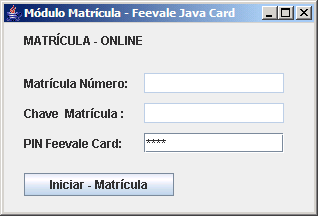 Módulo Matrícula - Feevale Java Card
MATRÍCULA - ONLINE
Matrícula Número:
Chave Matrícula :
PIN Feevale Card: ****
Iniciar - Matrícula